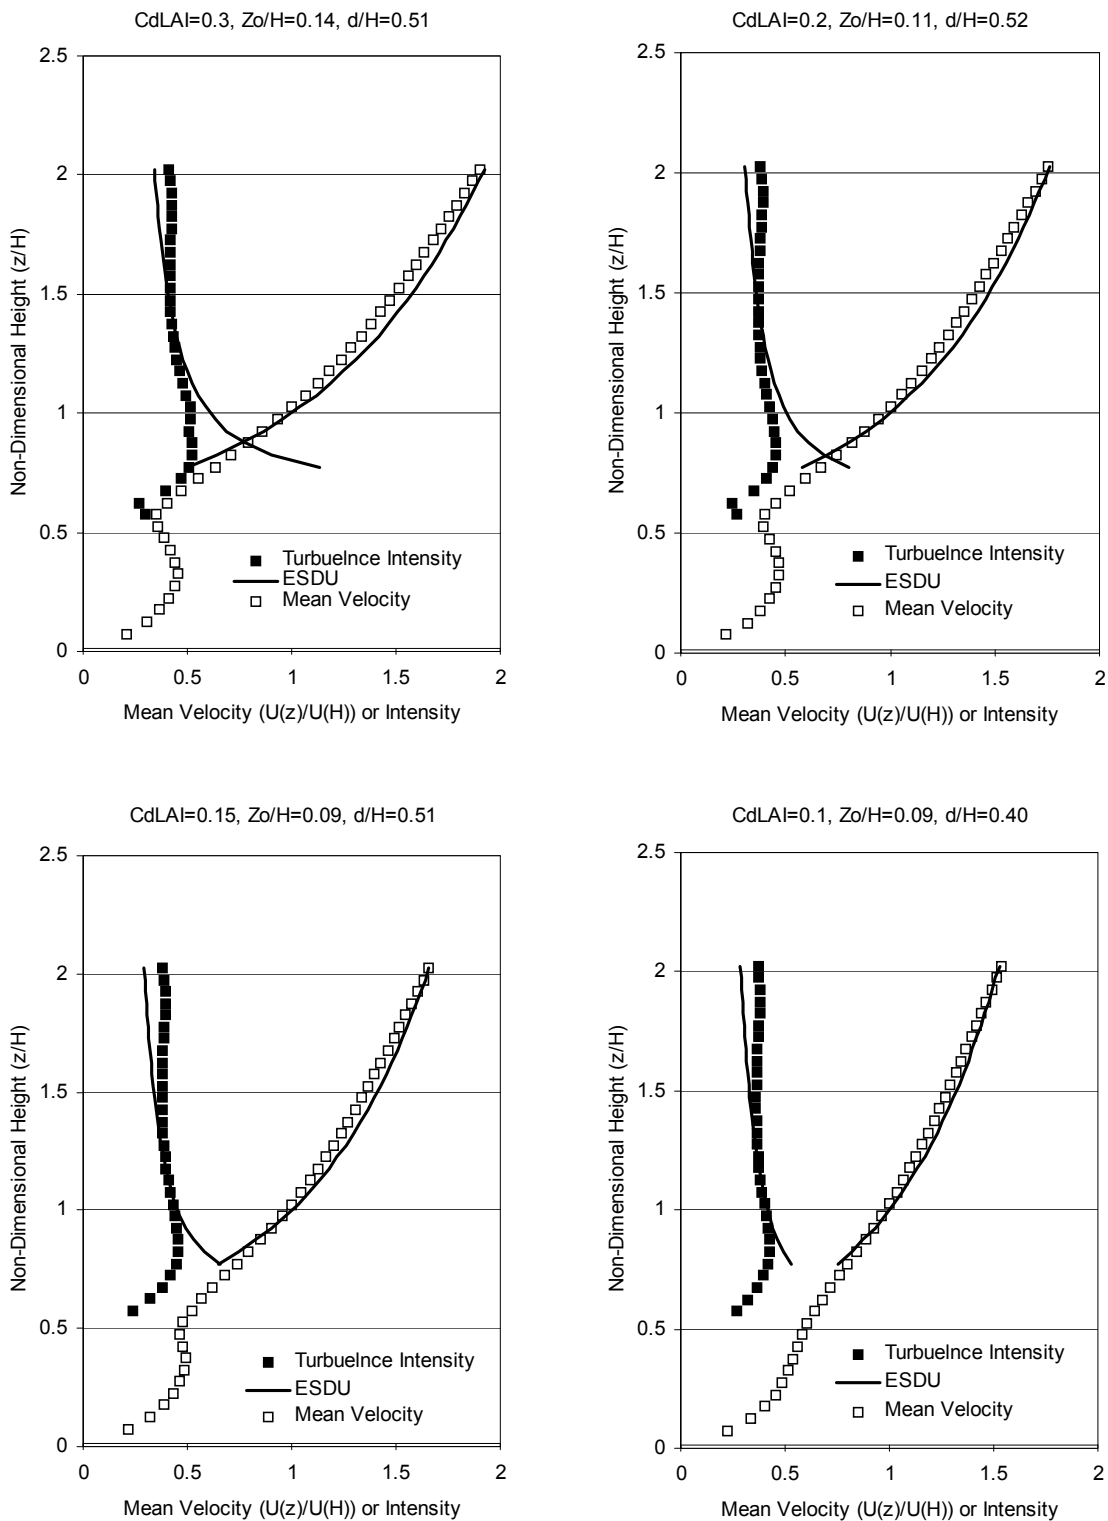 CdLAI=0.3, Zo/H=0.14, d/H=0.51
2.5
2
1.5
1
0.5
0
Non-Dimensional Height (z/H)
Turbuelnce Intensity
ESDU
Mean Velocity
0 0.5 1 1.5 2
Mean Velocity (U(z)/U(H)) or Intensity
CdLAI=0.2, Zo/H=0.11, d/H=0.52
2.5
2
1.5
1
0.5
0
Non-Dimensional Height (z/H)
Turbuelnce Intensity
ESDU
Mean Velocity
0 0.5 1 1.5 2
Mean Velocity (U(z)/U(H)) or Intensity
CdLAI=0.15, Zo/H=0.09, d/H=0.51
2.5
2
1.5
1
0.5
0
Non-Dimensional Height (z/H)
Turbuelnce Intensity
ESDU
Mean Velocity
0 0.5 1 1.5 2
Mean Velocity (U(z)/U(H)) or Intensity
CdLAI=0.1, Zo/H=0.09, d/H=0.40
2.5
2
1.5
1
0.5
0
Non-Dimensional Height (z/H)
Turbuelnce Intensity
ESDU
Mean Velocity
0 0.5 1 1.5 2
Mean Velocity (U(z)/U(H)) or Intensity